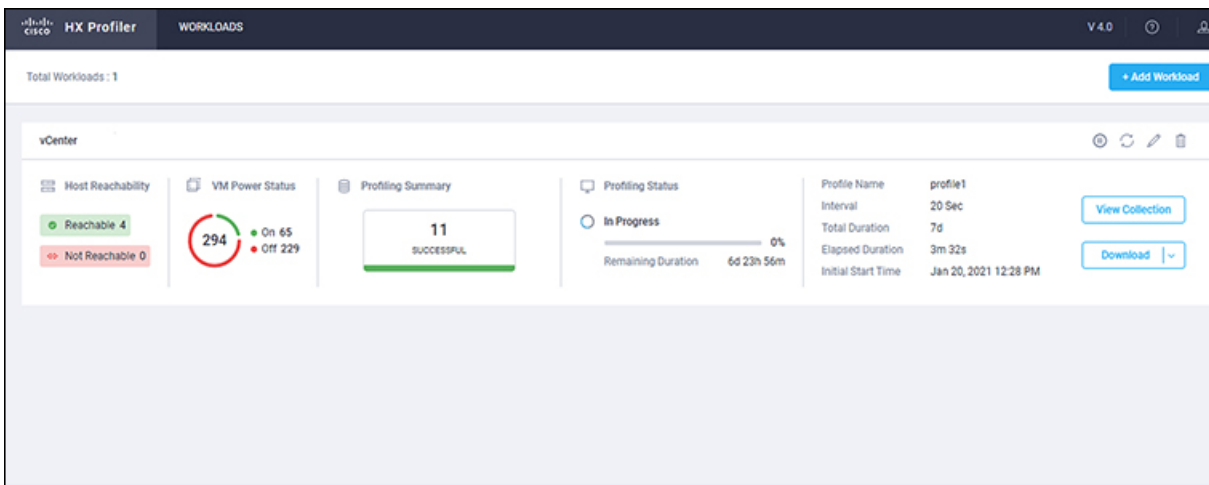 cisco HX Profiler WORKLOADS V 4.0
Total Workloads : 1
+ Add Workload
vCenter
Host Reachability
Reachable 4
Not Reachable 0
VM Power Status
294
On 65
Off 229
Profiling Summary
11
SUCCESSFUL
Profiling Status
In Progress
0%
Remaining Duration 6d 23h 56m
Profile Name profile1
Interval 20 Sec
Total Duration 7d
Elapsed Duration 3m 32s
Initial Start Time Jan 20, 2021 12:28 PM
View Collection
Download